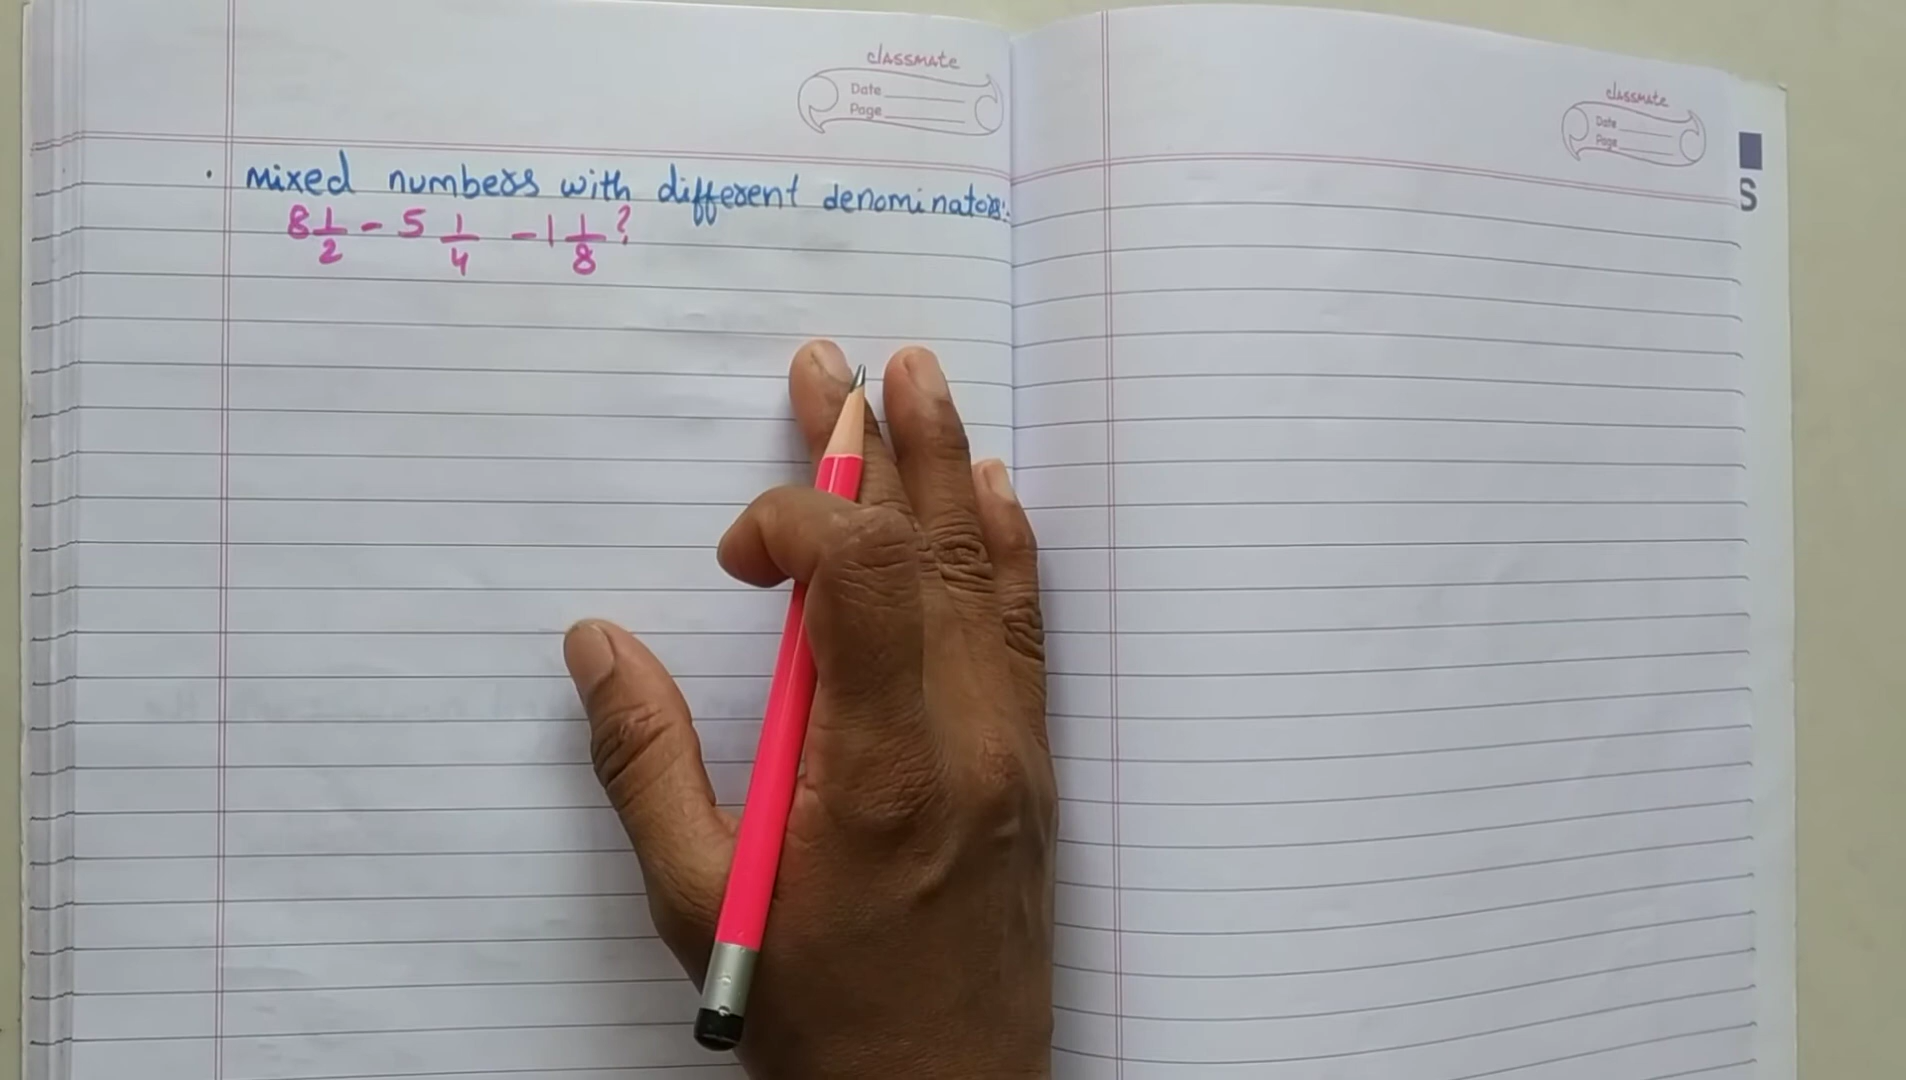 classmate
Date
Page
classmate
Date
Page
S
. mixed numbers with different denominators:
8 1/2 - 5 1/4 - 1 1/8 ?